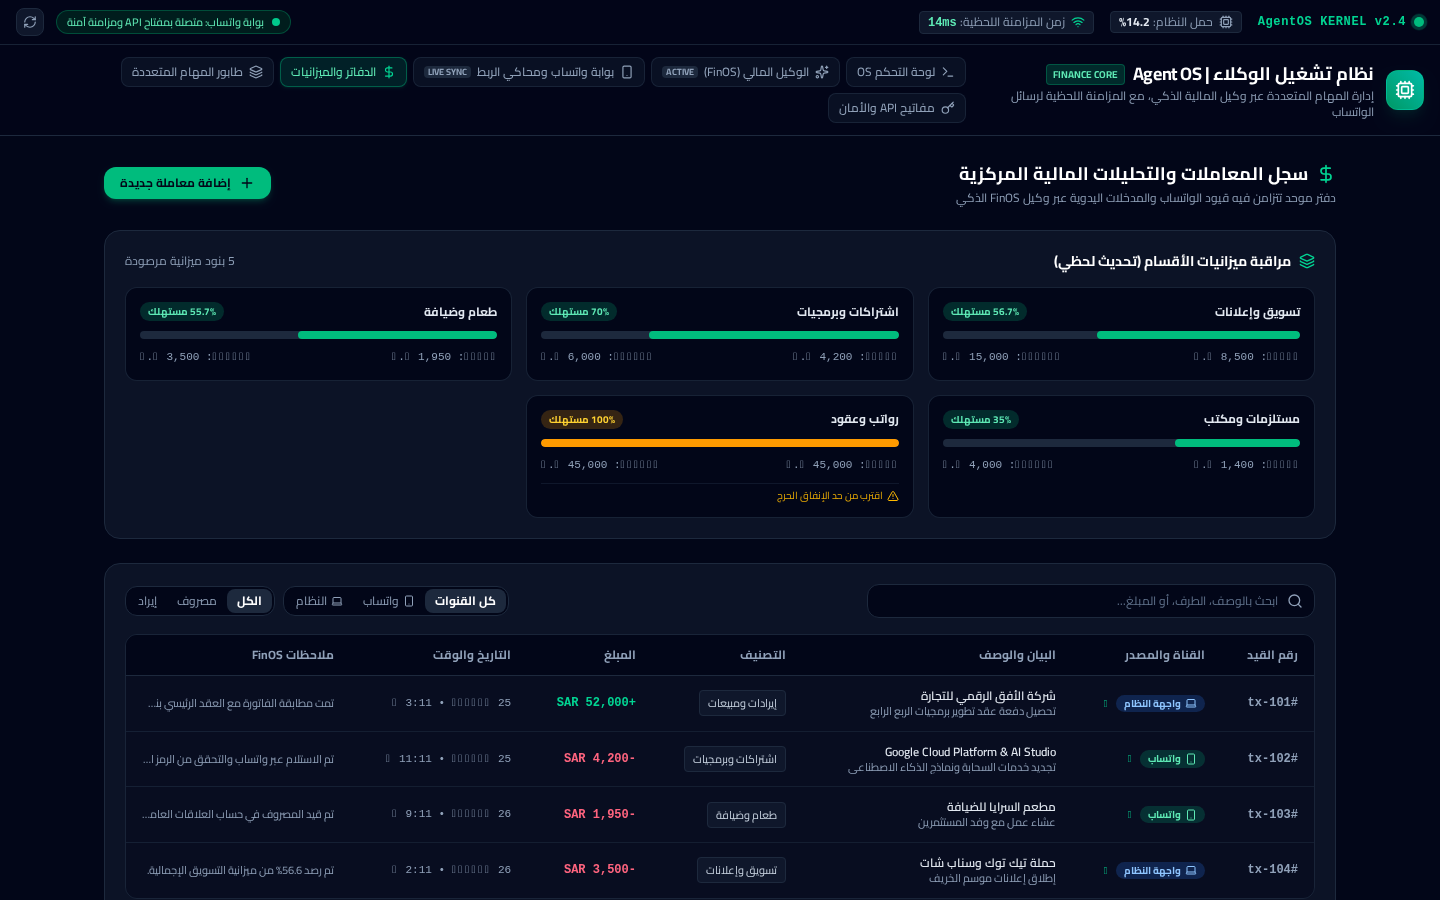 AgentOS KERNEL v2.4
حمل النظام: 14.2%
زمن المزامنة اللحظية: 14ms
بوابة واتساب: متصلة بمفتاح API ومزامنة آمنة
نظام تشغيل الوكلاء | Agent OS
FINANCE CORE
إدارة المهام المتعددة عبر وكيل المالية الذكي، مع المزامنة اللحظية لرسائل
الواتساب
لوحة التحكم OS
الوكيل المالي (FinOS)
ACTIVE
بوابة واتساب ومحاكي الربط
LIVE SYNC
الدفاتر والميزانيات
طابور المهام المتعددة
مفاتيح API والأمان
سجل المعاملات والتحليلات المالية المركزية
دفتر موحد تتزامن فيه قيود الواتساب والمدخلات اليدوية عبر وكيل FinOS الذكي
إضافة معاملة جديدة
مراقبة ميزانيات الأقسام (تحديث لحظي)
5 بنود ميزانية مرصودة
تسويق وإعلانات
56.7% مستهلك
8,500
15,000
اشتراكات وبرمجيات
70% مستهلك
4,200
6,000
طعام وضيافة
55.7% مستهلك
1,950
3,500
مستلزمات ومكتب
35% مستهلك
1,400
4,000
رواتب وعقود
100% مستهلك
45,000
45,000
اقترب من حد الإنفاق الحرج
ابحث بالوصف، الطرف، أو المبلغ...
كل القنوات
واتساب
النظام
الكل
مصروف
إيراد
رقم القيد
القناة والمصدر
البيان والوصف
التصنيف
المبلغ
التاريخ والوقت
ملاحظات FinOS
tx-101#
واجهة النظام
شركة الأفق الرقمي للتجارة
تحصيل دفعة عقد تطوير برمجيات الربع الرابع
إيرادات ومبيعات
SAR 52,000+
25 • 3:11
تمت مطابقة الفاتورة مع العقد الرئيسي بنـ...
tx-102#
واتساب
Google Cloud Platform & AI Studio
تجديد خدمات السحابة ونماذج الذكاء الاصطناعي
اشتراكات وبرمجيات
SAR 4,200-
25 • 11:11
تم الاستلام عبر واتساب والتحقق من الرمز ا...
tx-103#
واتساب
مطعم السرايا للضيافة
عشاء عمل مع وفد المستثمرين
طعام وضيافة
SAR 1,950-
26 • 9:11
تم قيد المصروف في حساب العلاقات العامـ...
tx-104#
واجهة النظام
حملة تيك توك وسناب شات
إطلاق إعلانات موسم الخريف
تسويق وإعلانات
SAR 3,500-
26 • 2:11
تم رصد 56.6% من ميزانية التسويق الإجمالية.